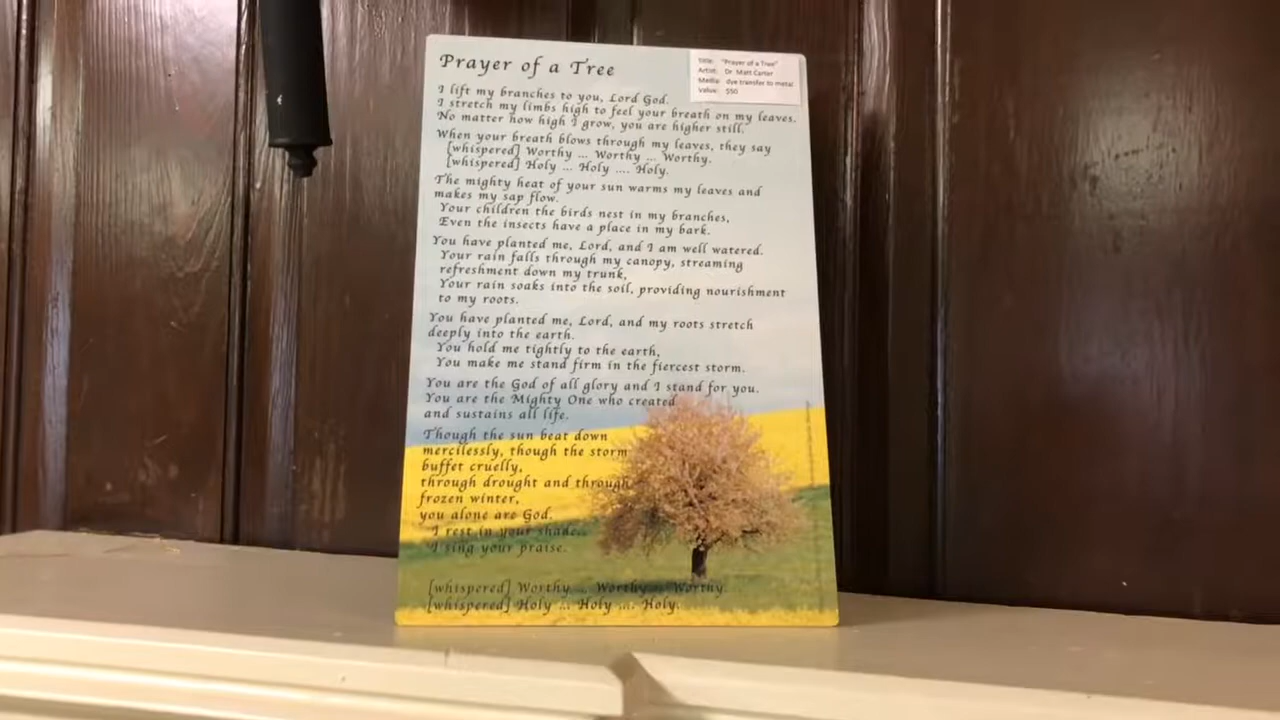 Prayer of a Tree
Title: "Prayer of a Tree"
Artist: Dr. Matt Carter
Media: dye transfer to metal
Value: $50
I lift my branches to you, Lord God.
I stretch my limbs high to feel your breath on my leaves.
No matter how high I grow, you are higher still.
When your breath blows through my leaves, they say
[whispered] Worthy ... Worthy ... Worthy.
[whispered] Holy ... Holy .... Holy.
The mighty heat of your sun warms my leaves and
makes my sap flow.
Your children the birds nest in my branches,
Even the insects have a place in my bark.
You have planted me, Lord, and I am well watered.
Your rain falls through my canopy, streaming
refreshment down my trunk,
Your rain soaks into the soil, providing nourishment
to my roots.
You have planted me, Lord, and my roots stretch
deeply into the earth.
You hold me tightly to the earth,
You make me stand firm in the fiercest storm.
You are the God of all glory and I stand for you.
You are the Mighty One who created
and sustains all life.
Though the sun beat down
mercilessly, though the storm
buffet cruelly,
through drought and through
frozen winter,
you alone are God.
I rest in your shade..
I sing your praise.
[whispered] Worthy ... Worthy ... Worthy.
[whispered] Holy ... Holy ... Holy.